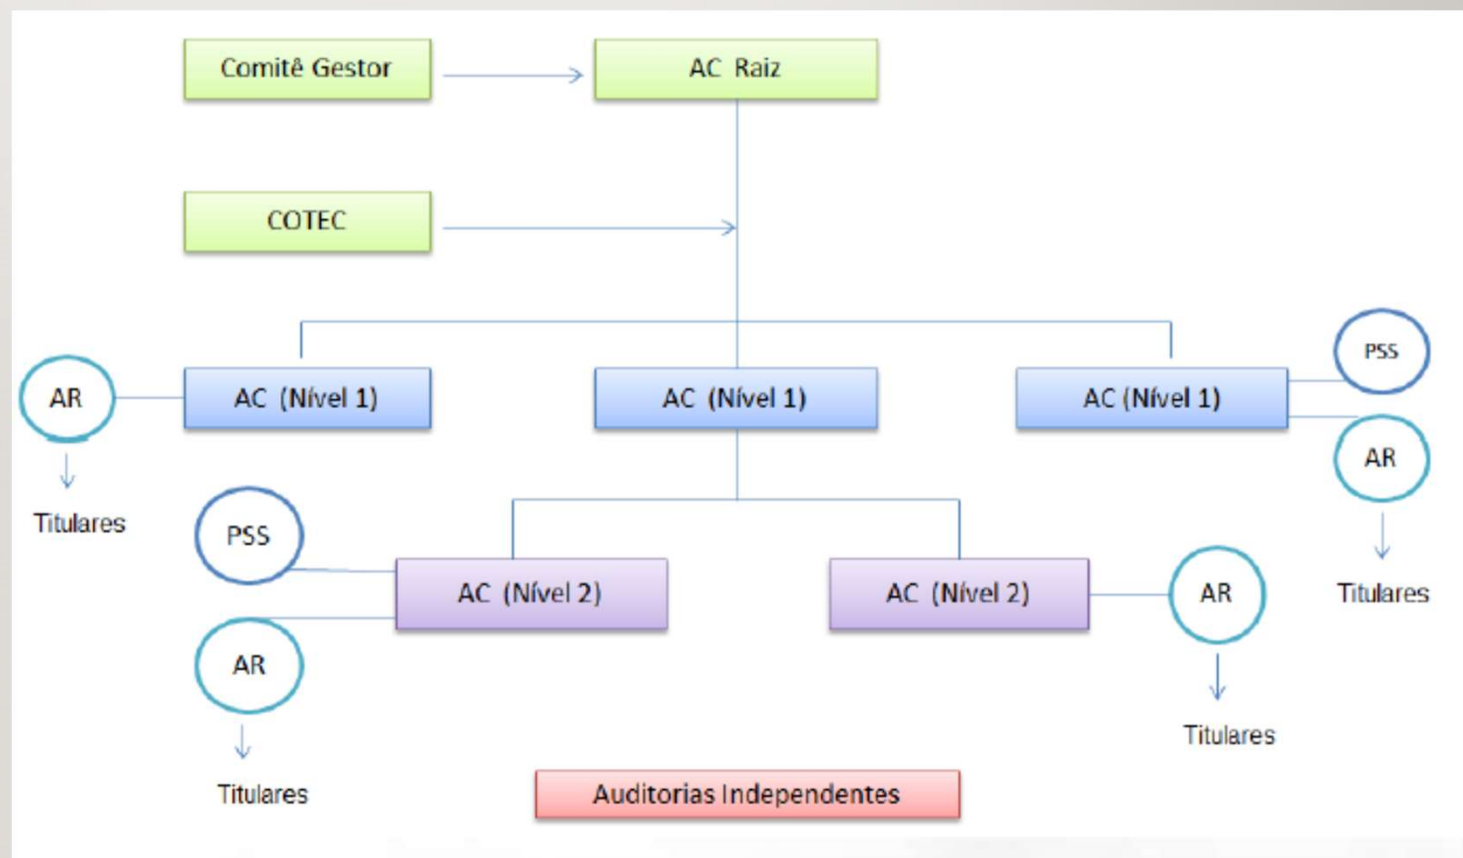 Comitê Gestor
AC Raiz
COTEC
PSS
AR
AC (Nível 1)
AC (Nível 1)
AC (Nível 1)
AR
Titulares
PSS
AC (Nível 2)
AC (Nível 2)
AR
Titulares
AR
Titulares
Titulares
Auditorias Independentes